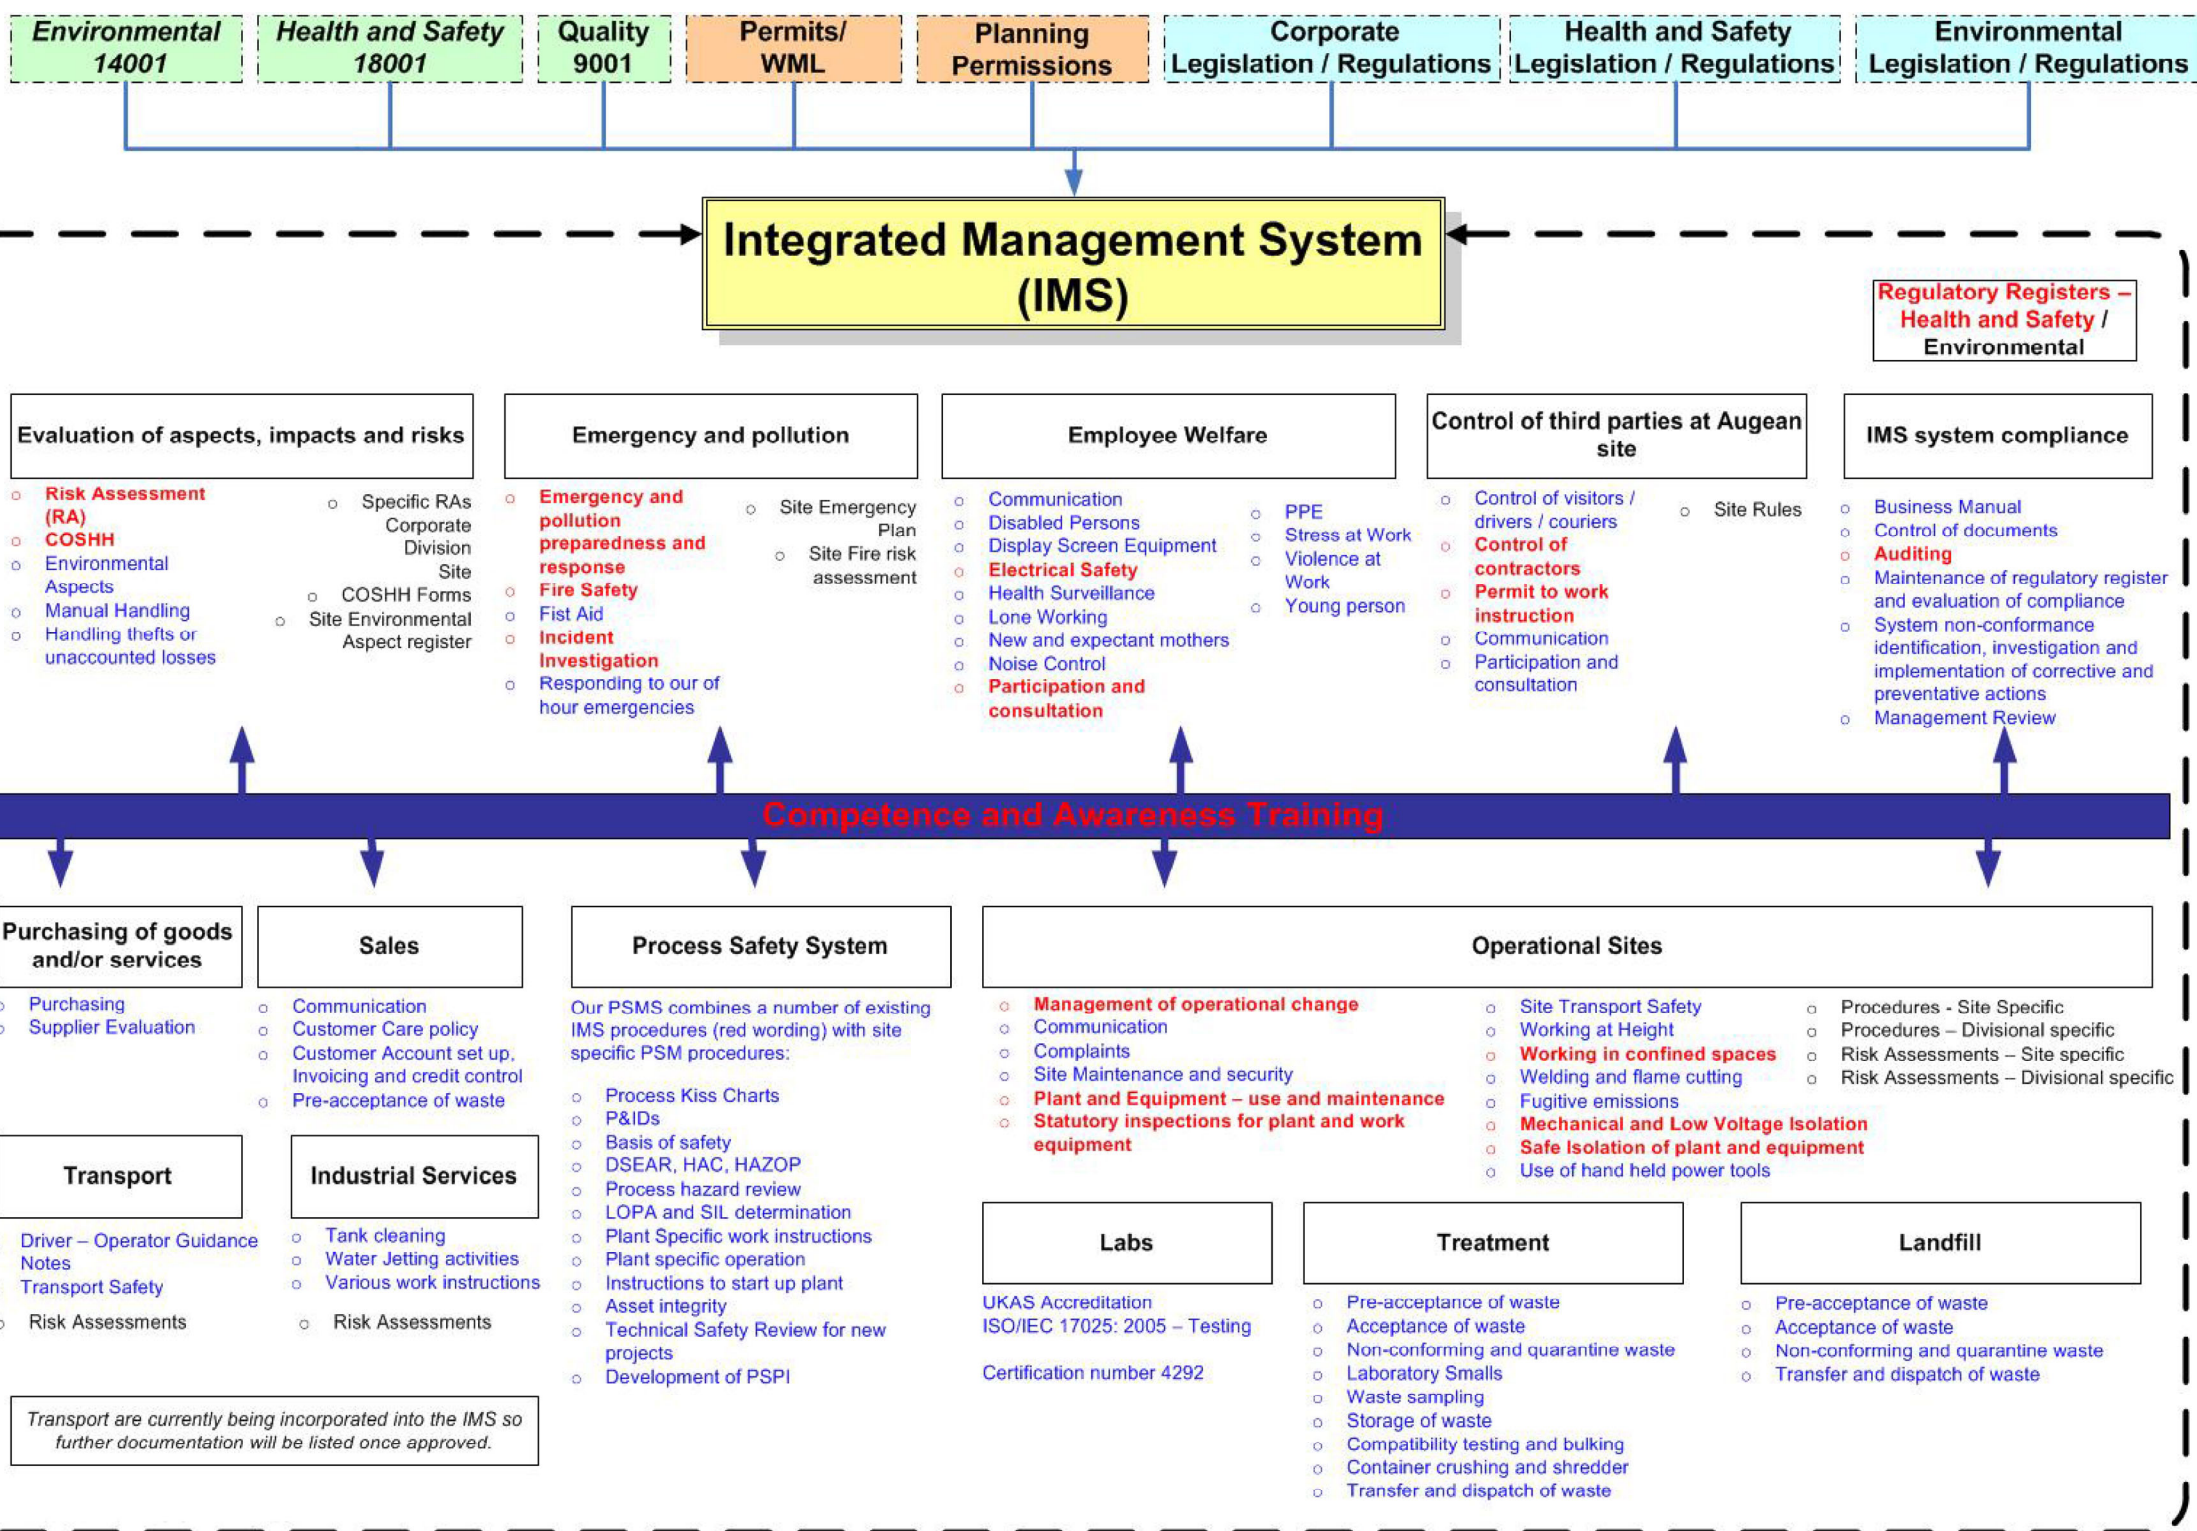 Environmental
14001
Health and Safety
18001
Quality
9001
Permits/
WML
Planning
Permissions
Corporate
Legislation / Regulations
Health and Safety
Legislation / Regulations
Environmental
Legislation / Regulations
Integrated Management System
(IMS)
Regulatory Registers –
Health and Safety /
Environmental
Evaluation of aspects, impacts and risks
Risk Assessment
(RA)
COSHH
Environmental
Aspects
Manual Handling
Handling thefts or
unaccounted losses
Specific RAs
Corporate
Division
Site
COSHH Forms
Site Environmental
Aspect register
Emergency and pollution
Emergency and
pollution
preparedness and
response
Fire Safety
Fist Aid
Incident
Investigation
Responding to our of
hour emergencies
Site Emergency
Plan
Site Fire risk
assessment
Employee Welfare
Communication
Disabled Persons
Display Screen Equipment
Electrical Safety
Health Surveillance
Lone Working
New and expectant mothers
Noise Control
Participation and
consultation
PPE
Stress at Work
Violence at
Work
Young person
Control of third parties at Augean
site
Control of visitors /
drivers / couriers
Control of
contractors
Permit to work
instruction
Communication
Participation and
consultation
Site Rules
IMS system compliance
Business Manual
Control of documents
Auditing
Maintenance of regulatory register
and evaluation of compliance
System non-conformance
identification, investigation and
implementation of corrective and
preventative actions
Management Review
Competence and Awareness Training
Purchasing of goods
and/or services
Purchasing
Supplier Evaluation
Sales
Communication
Customer Care policy
Customer Account set up,
Invoicing and credit control
Pre-acceptance of waste
Transport
Driver – Operator Guidance
Notes
Transport Safety
Risk Assessments
Industrial Services
Tank cleaning
Water Jetting activities
Various work instructions
Risk Assessments
Transport are currently being incorporated into the IMS so
further documentation will be listed once approved.
Process Safety System
Our PSMS combines a number of existing
IMS procedures (red wording) with site
specific PSM procedures:
Process Kiss Charts
P&IDs
Basis of safety
DSEAR, HAC, HAZOP
Process hazard review
LOPA and SIL determination
Plant Specific work instructions
Plant specific operation
Instructions to start up plant
Asset integrity
Technical Safety Review for new
projects
Development of PSPI
Operational Sites
Management of operational change
Communication
Complaints
Site Maintenance and security
Plant and Equipment – use and maintenance
Statutory inspections for plant and work
equipment
Site Transport Safety
Working at Height
Working in confined spaces
Welding and flame cutting
Fugitive emissions
Mechanical and Low Voltage Isolation
Safe Isolation of plant and equipment
Use of hand held power tools
Procedures - Site Specific
Procedures – Divisional specific
Risk Assessments – Site specific
Risk Assessments – Divisional specific
Labs
UKAS Accreditation
ISO/IEC 17025: 2005 – Testing
Certification number 4292
Treatment
Pre-acceptance of waste
Acceptance of waste
Non-conforming and quarantine waste
Laboratory Smalls
Waste sampling
Storage of waste
Compatibility testing and bulking
Container crushing and shredder
Transfer and dispatch of waste
Landfill
Pre-acceptance of waste
Acceptance of waste
Non-conforming and quarantine waste
Transfer and dispatch of waste